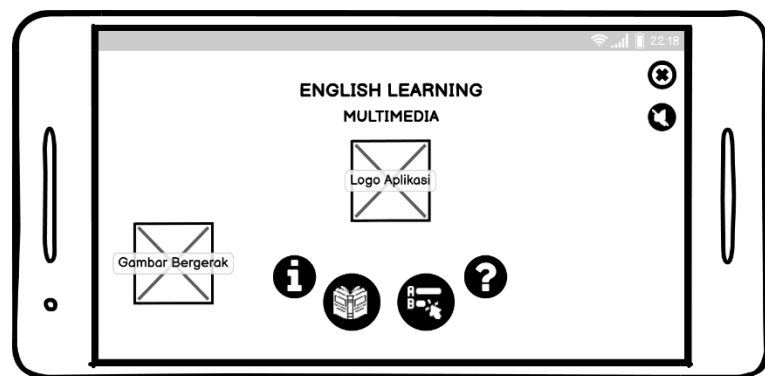 22:18
ENGLISH LEARNING
MULTIMEDIA
Logo Aplikasi
Gambar Bergerak
i
?
A
B